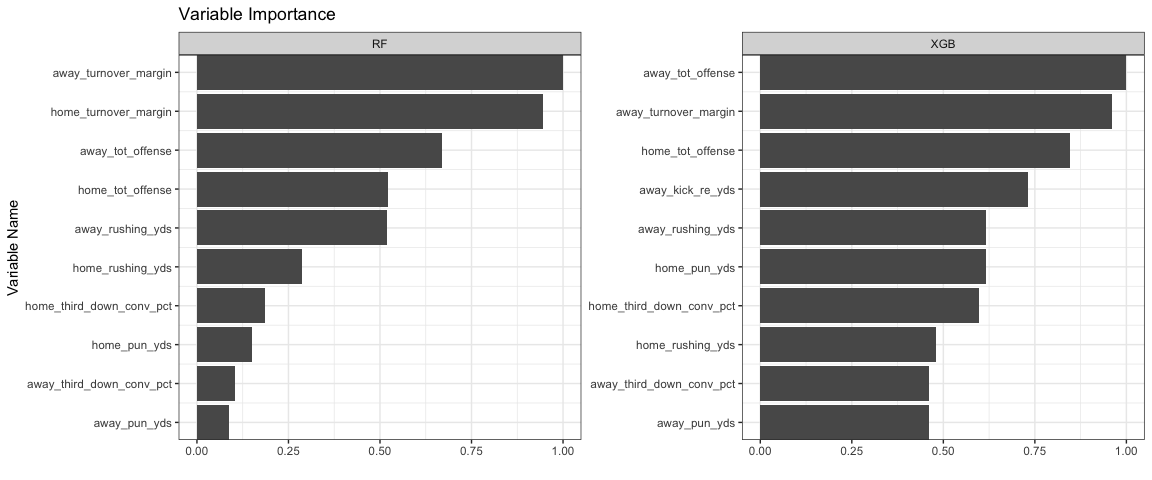 Variable Importance
RF
XGB
Variable Name
away_turnover_margin
home_turnover_margin
away_tot_offense
home_tot_offense
away_rushing_yds
home_rushing_yds
home_third_down_conv_pct
home_pun_yds
away_third_down_conv_pct
away_pun_yds
0.00 0.25 0.50 0.75 1.00
away_tot_offense
away_turnover_margin
home_tot_offense
away_kick_re_yds
away_rushing_yds
home_pun_yds
home_third_down_conv_pct
home_rushing_yds
away_third_down_conv_pct
away_pun_yds
0.00 0.25 0.50 0.75 1.00